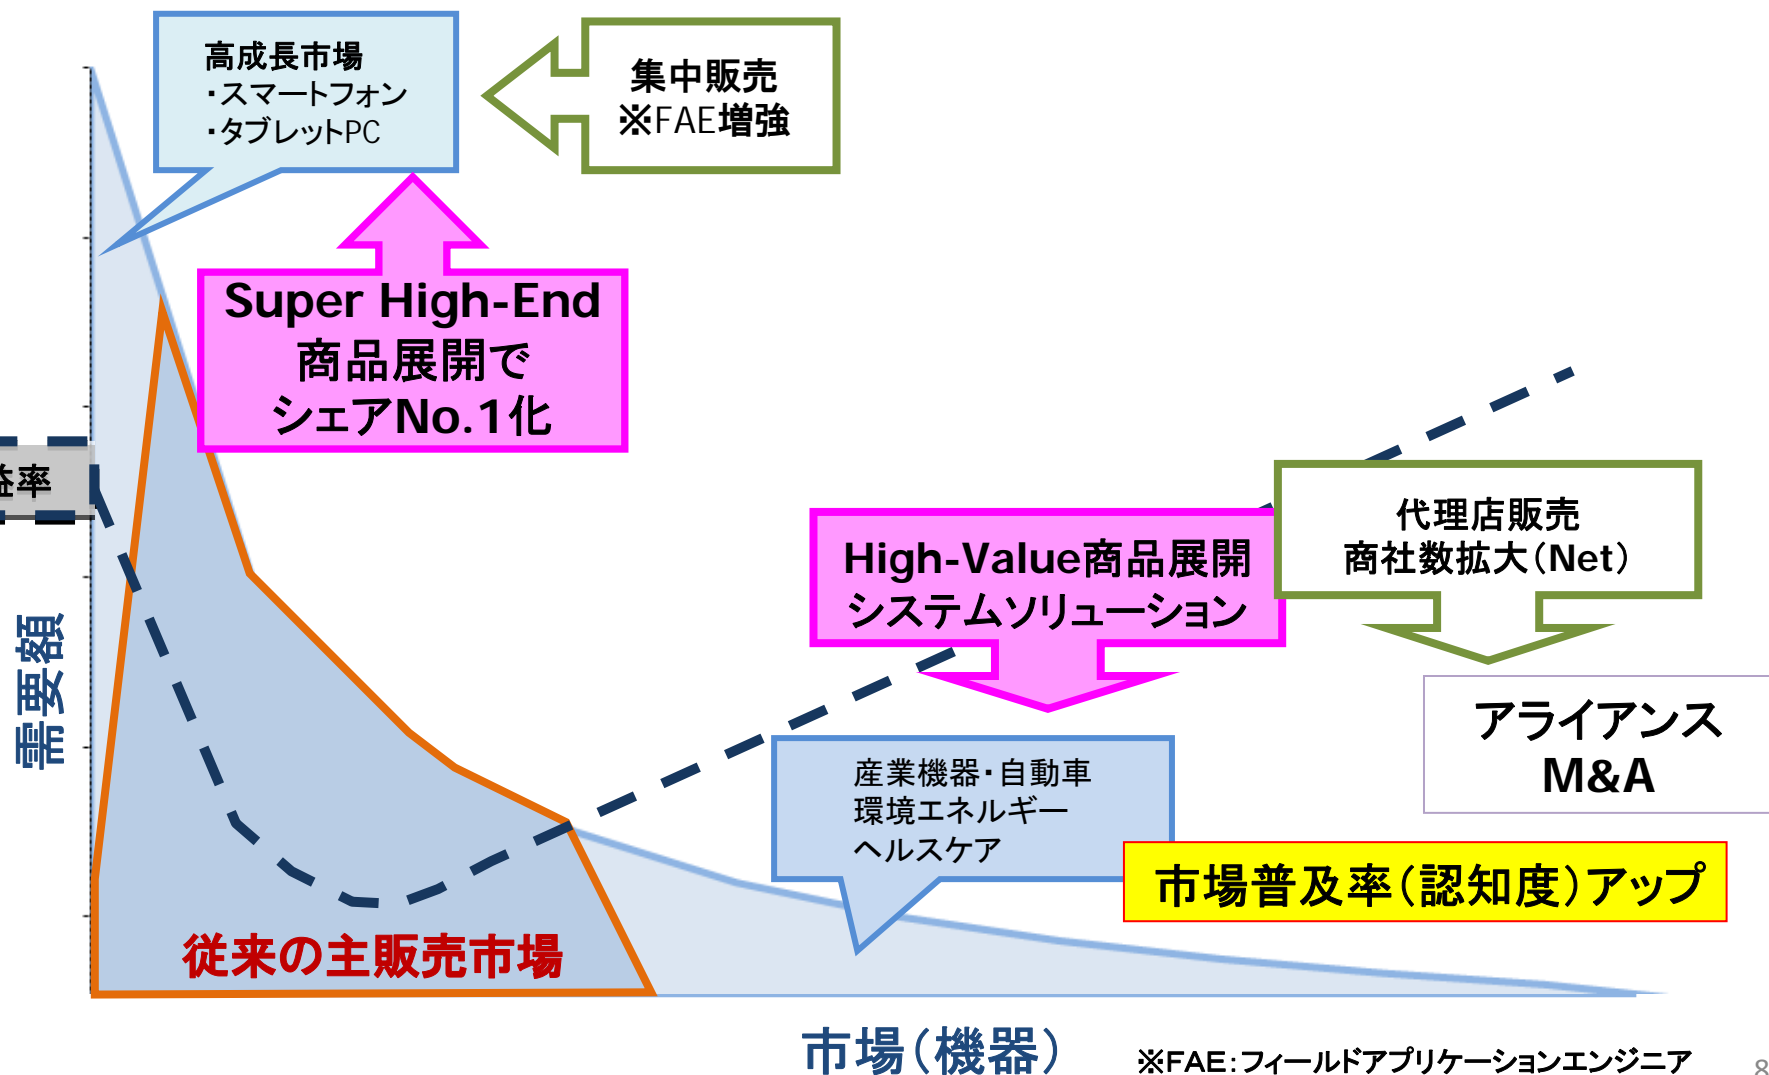 高成長市場
・スマートフォン
・タブレットPC
集中販売
※FAE増強
Super High-End
商品展開で
シェアNo.1化
益率
需要額
High-Value商品展開
システムソリューション
代理店販売
商社数拡大(Net)
アライアンス
M&A
産業機器・自動車
環境エネルギー
ヘルスケア
市場普及率(認知度)アップ
従来の主販売市場
市場(機器)
※FAE:フィールドアプリケーションエンジニア
8